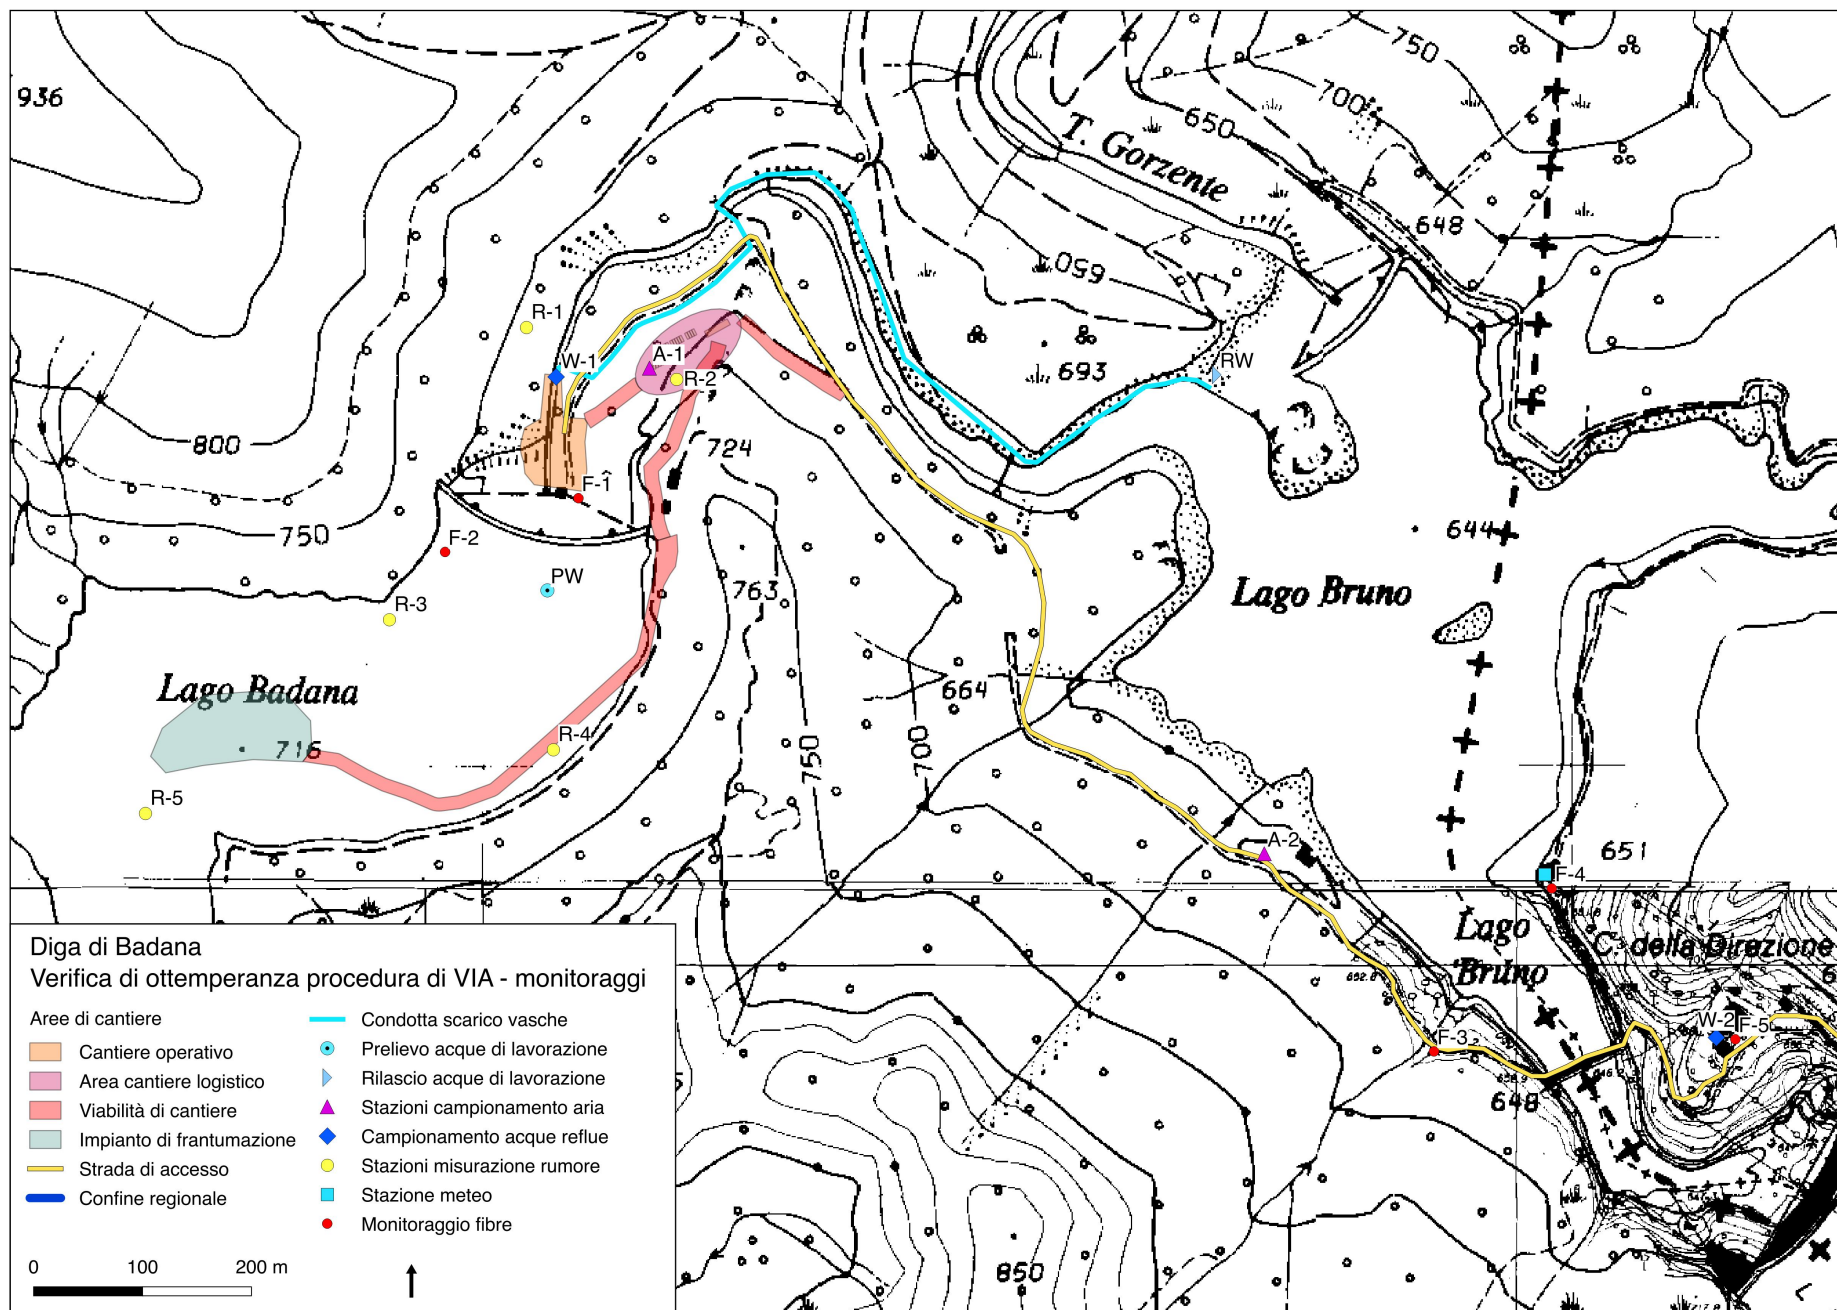 936
750
700
650
T. Gorzente
648
650
R-1
W-1
A-1
R-2
693
RW
800
724
F-1
750
644
F-2
PW
763
Lago Bruno
R-3
664
Lago Badana
716
R-4
750
700
R-5
A-2
651
F-4
Lago
Bruno
C. della Direzione
W-2
F-5
F-3
648
850
Diga di Badana
Verifica di ottemperanza procedura di VIA - monitoraggi
Aree di cantiere
Cantiere operativo
Area cantiere logistico
Viabilità di cantiere
Impianto di frantumazione
Strada di accesso
Confine regionale
Condotta scarico vasche
Prelievo acque di lavorazione
Rilascio acque di lavorazione
Stazioni campionamento aria
Campionamento acque reflue
Stazioni misurazione rumore
Stazione meteo
Monitoraggio fibre
0 100 200 m